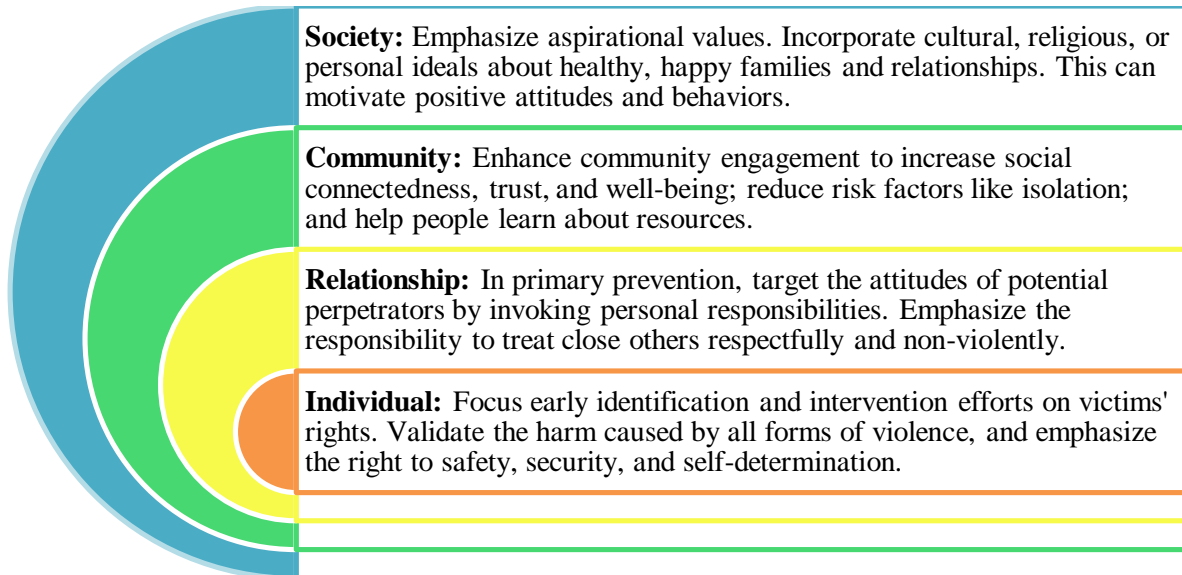 Society: Emphasize aspirational values. Incorporate cultural, religious, or
personal ideals about healthy, happy families and relationships. This can
motivate positive attitudes and behaviors.
Community: Enhance community engagement to increase social
connectedness, trust, and well-being; reduce risk factors like isolation;
and help people learn about resources.
Relationship: In primary prevention, target the attitudes of potential
perpetrators by invoking personal responsibilities. Emphasize the
responsibility to treat close others respectfully and non-violently.
Individual: Focus early identification and intervention efforts on victims'
rights. Validate the harm caused by all forms of violence, and emphasize
the right to safety, security, and self-determination.